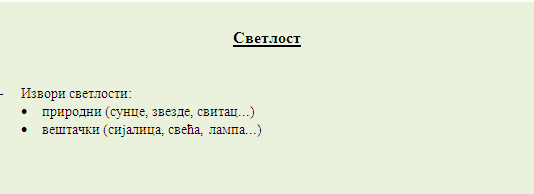 Светлост
- Извори светлости:
• природни (сунце, звезде, свитац...)
• вештачки (сијалица, свећа, лампа...)